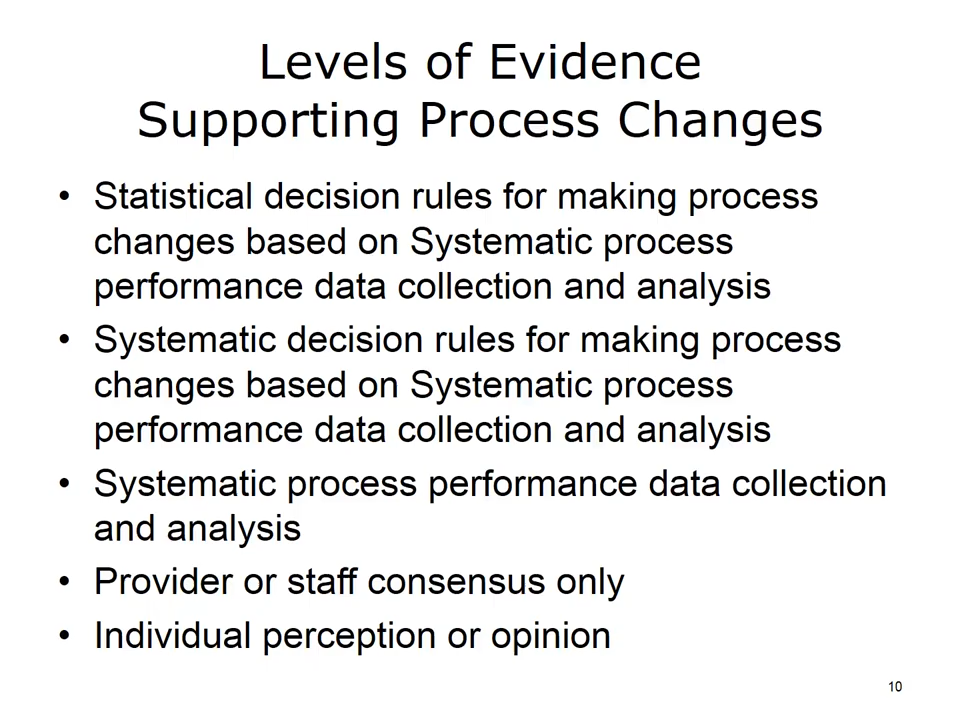 Levels of Evidence
Supporting Process Changes
• Statistical decision rules for making process
changes based on Systematic process
performance data collection and analysis
• Systematic decision rules for making process
changes based on Systematic process
performance data collection and analysis
• Systematic process performance data collection
and analysis
• Provider or staff consensus only
• Individual perception or opinion
10